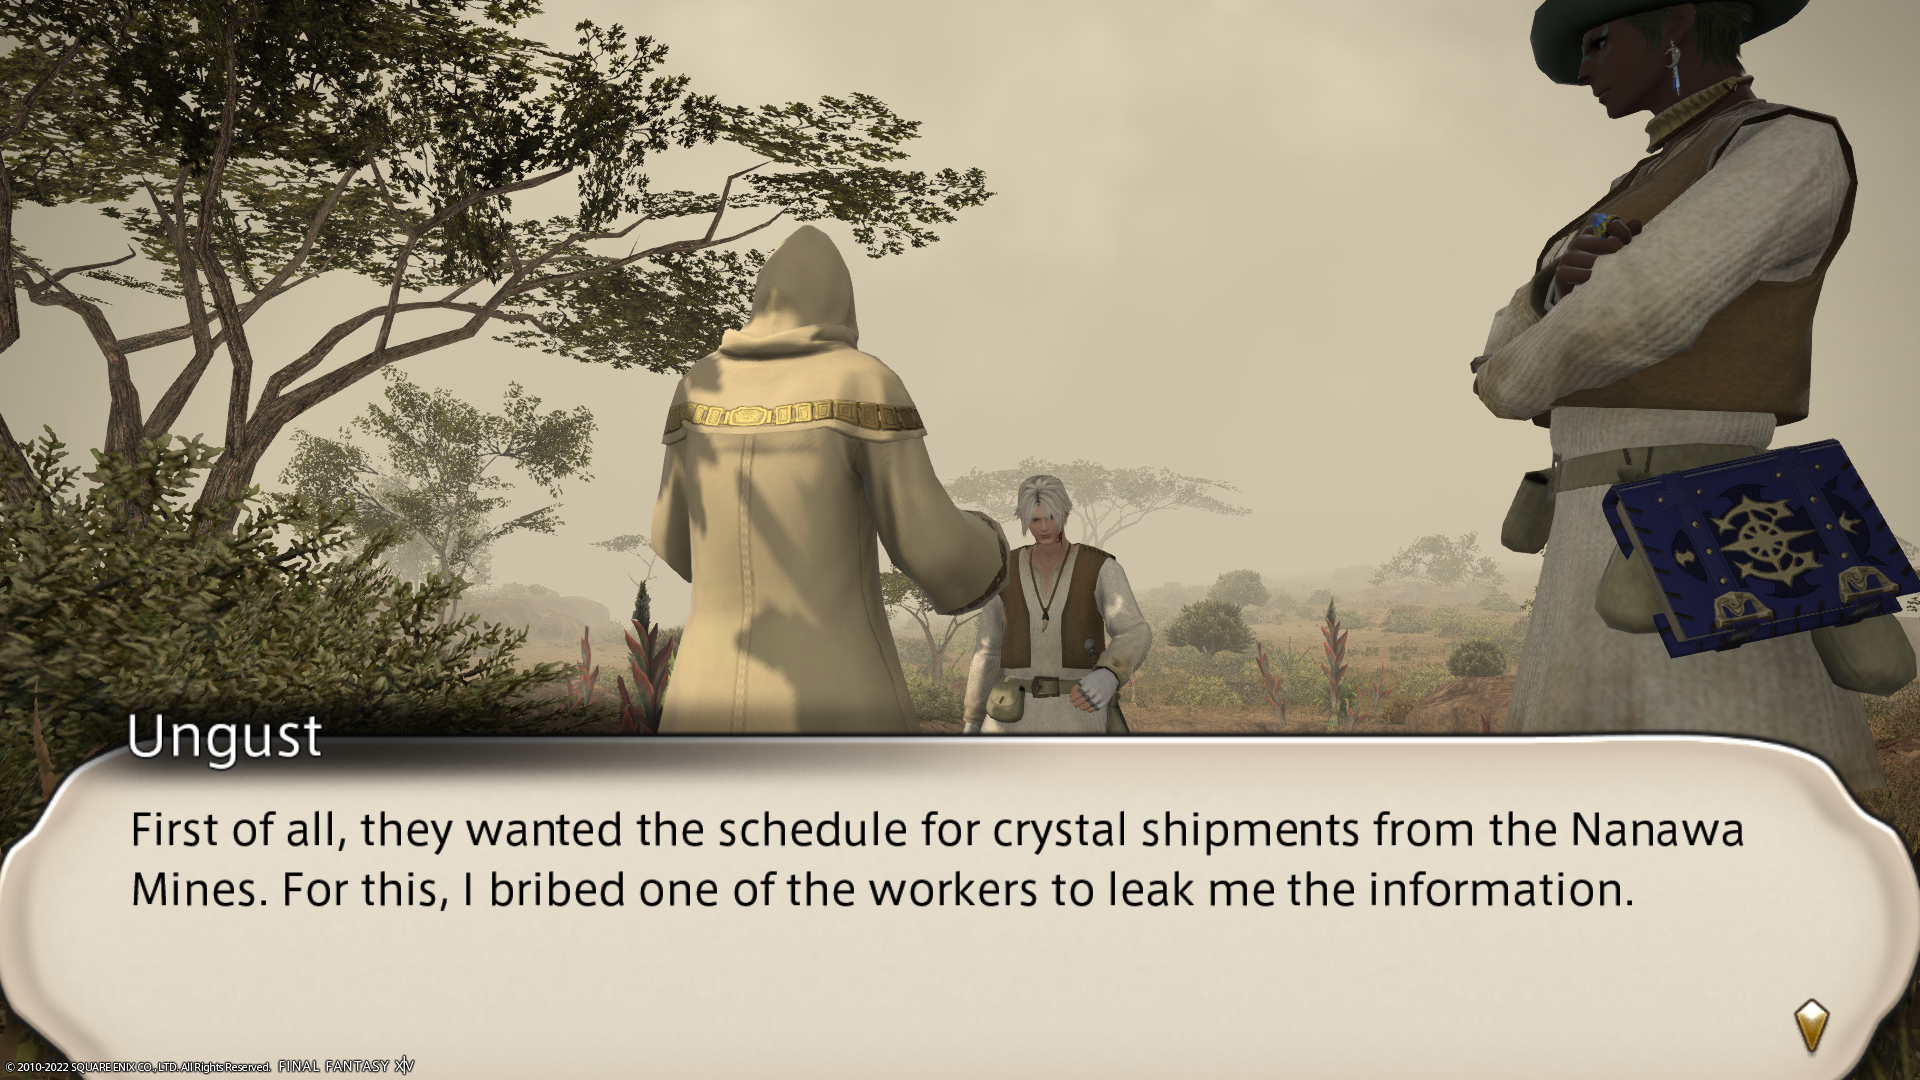 Ungust
First of all, they wanted the schedule for crystal shipments from the Nanawa
Mines. For this, I bribed one of the workers to leak me the information.
© 2010-2022 SQUARE ENIX CO., LTD. All Rights Reserved. FINAL FANTASY XIV